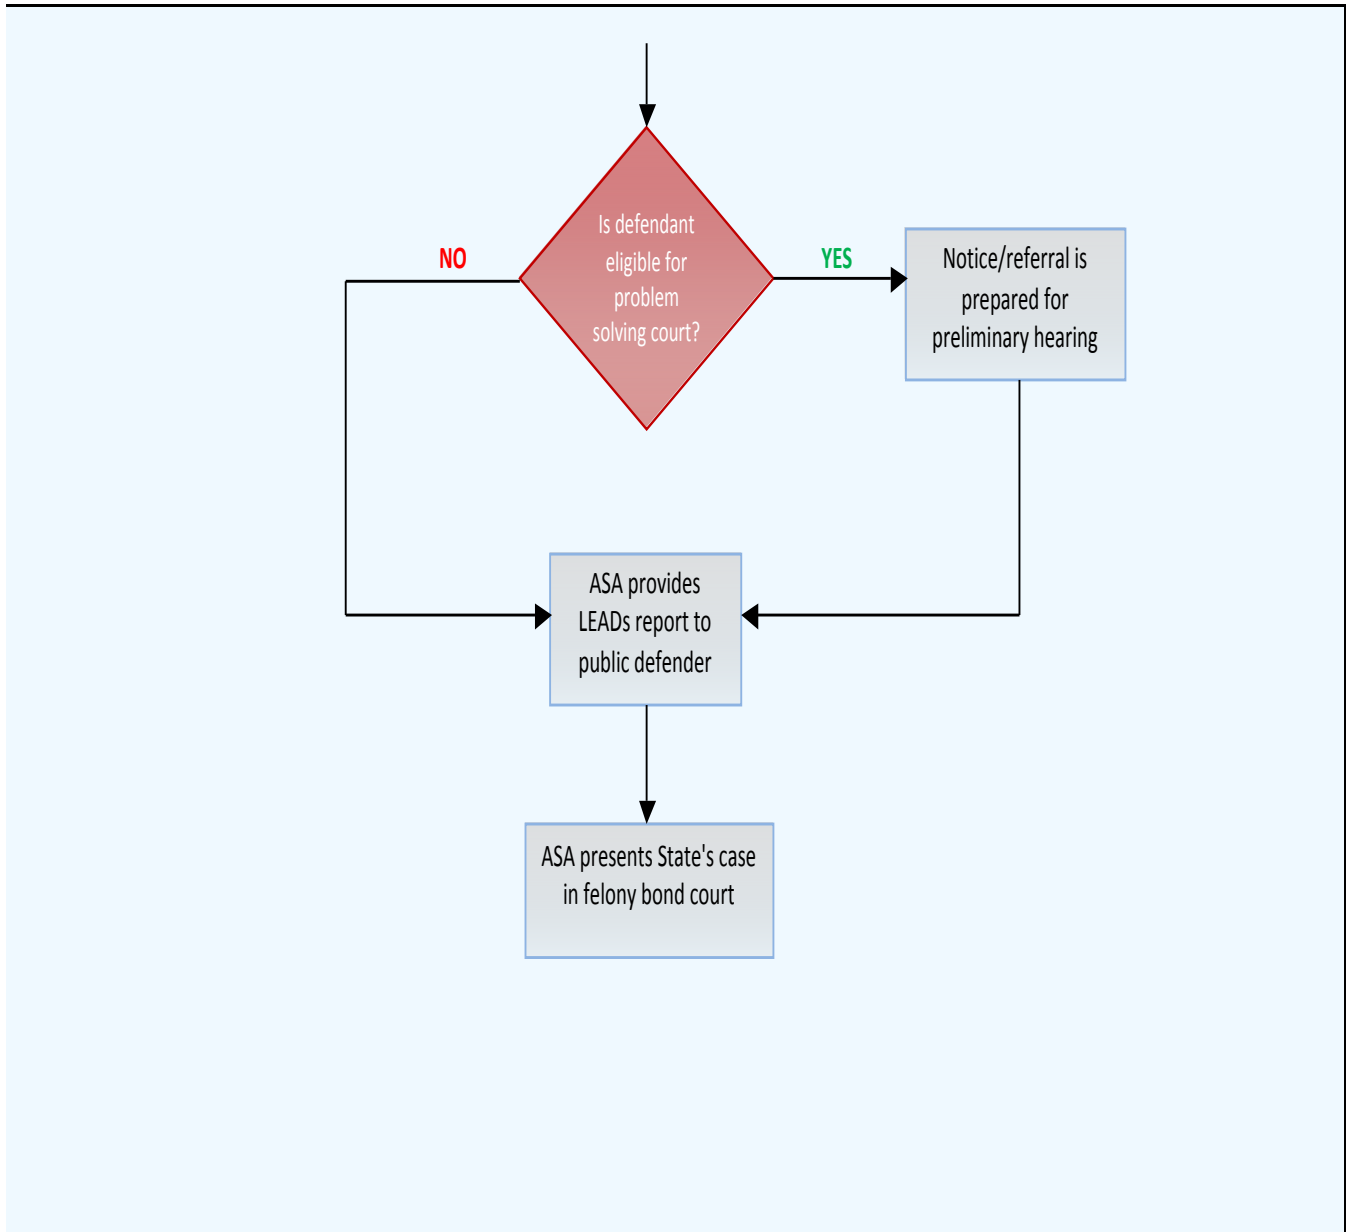 Is defendant
eligible for
problem
solving court?
NO
YES
Notice/referral is
prepared for
preliminary hearing
ASA provides
LEADs report to
public defender
ASA presents State's case
in felony bond court